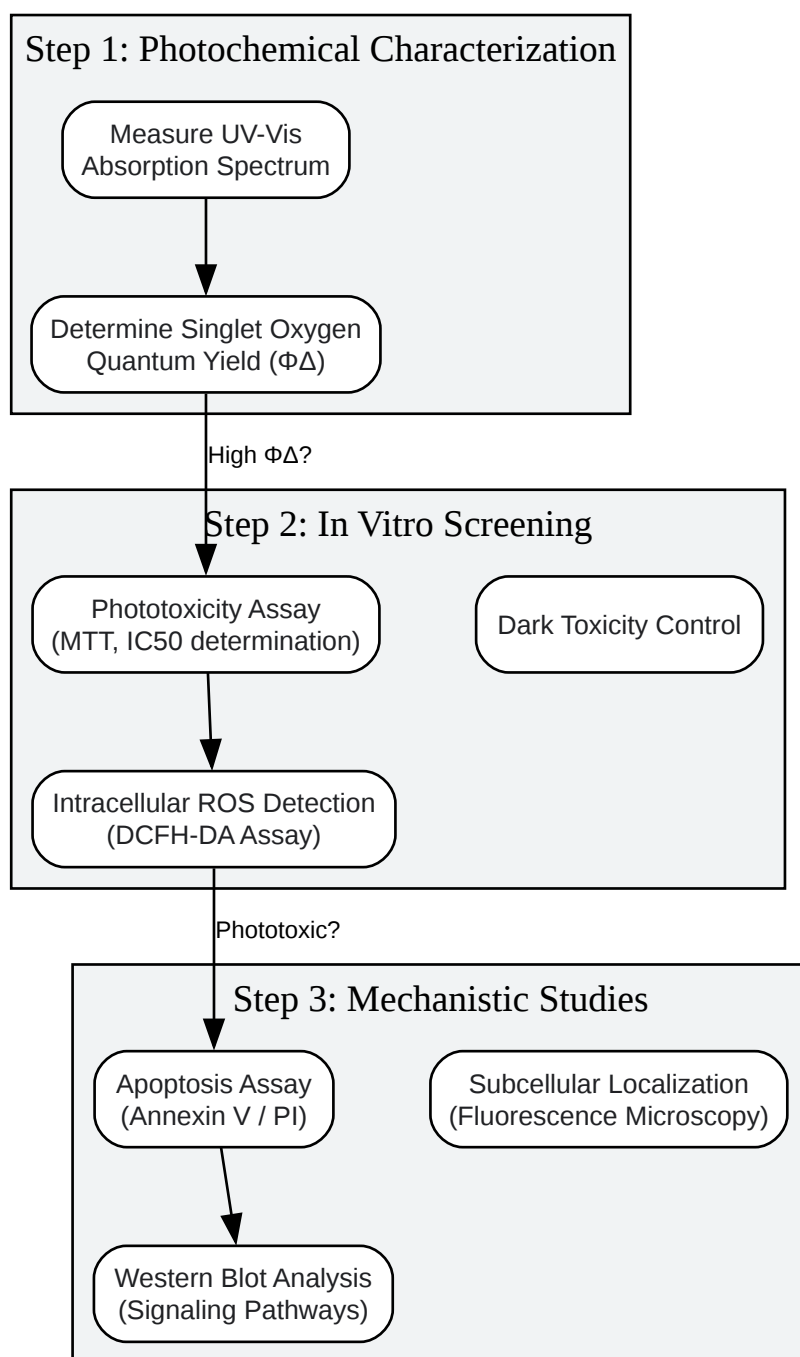 Step 1: Photochemical Characterization
Measure UV-Vis
Absorption Spectrum
Determine Singlet Oxygen
Quantum Yield (ΦΔ)
High ΦΔ?
Step 2: In Vitro Screening
Phototoxicity Assay
(MTT, IC50 determination)
Dark Toxicity Control
Intracellular ROS Detection
(DCFH-DA Assay)
Phototoxic?
Step 3: Mechanistic Studies
Apoptosis Assay
(Annexin V / PI)
Subcellular Localization
(Fluorescence Microscopy)
Western Blot Analysis
(Signaling Pathways)